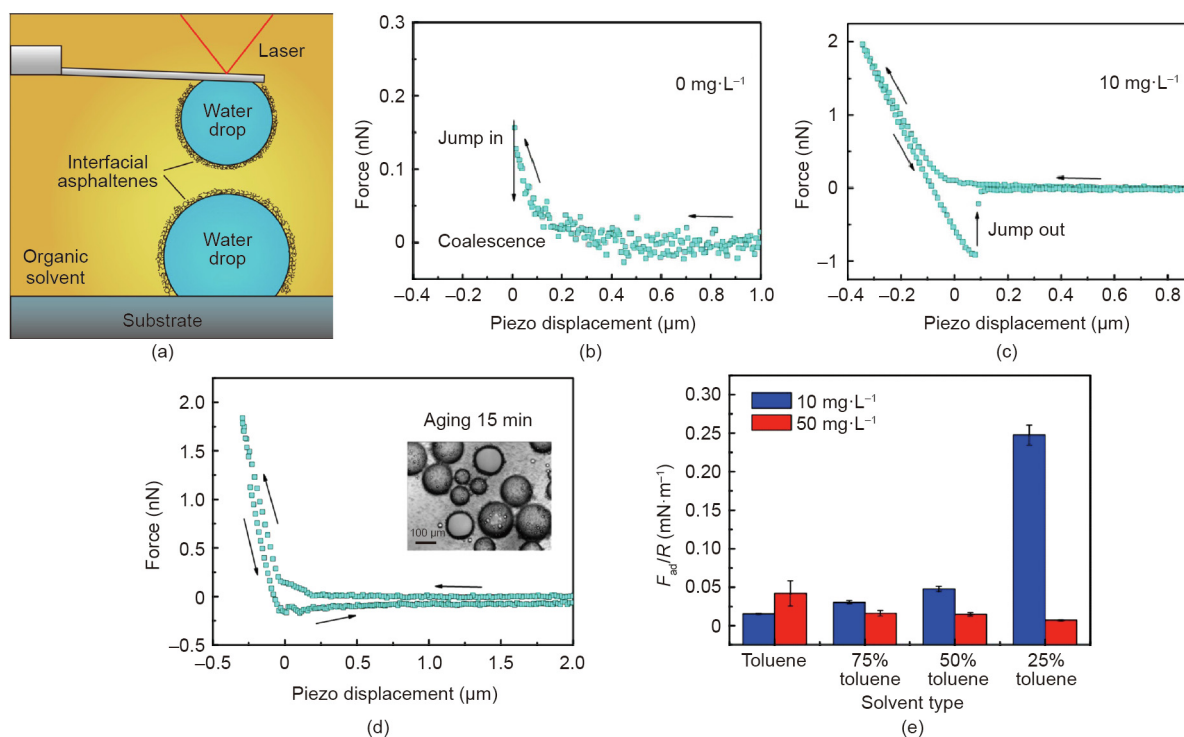 Laser
Water
drop
Interfacial
asphaltenes
Water
drop
Organic
solvent
Substrate
(a)
0.3
0.2
0.1
0
Force (nN)
0 mg·L⁻¹
Jump in
Coalescence
–0.4
–0.2
0
0.2
0.4
0.6
0.8
1.0
Piezo displacement (μm)
(b)
2
1
0
–1
Force (nN)
10 mg·L⁻¹
Jump out
–0.4
–0.2
0
0.2
0.4
0.6
0.8
Piezo displacement (μm)
(c)
2.0
1.5
1.0
0.5
0
–0.5
Force (nN)
Aging 15 min
100 μm
–0.5
0
0.5
1.0
1.5
2.0
Piezo displacement (μm)
(d)
0.30
0.25
0.20
0.15
0.10
0.05
0
Fad/R (mN·m⁻¹)
10 mg·L⁻¹
50 mg·L⁻¹
Toluene
75%
toluene
50%
toluene
25%
toluene
Solvent type
(e)